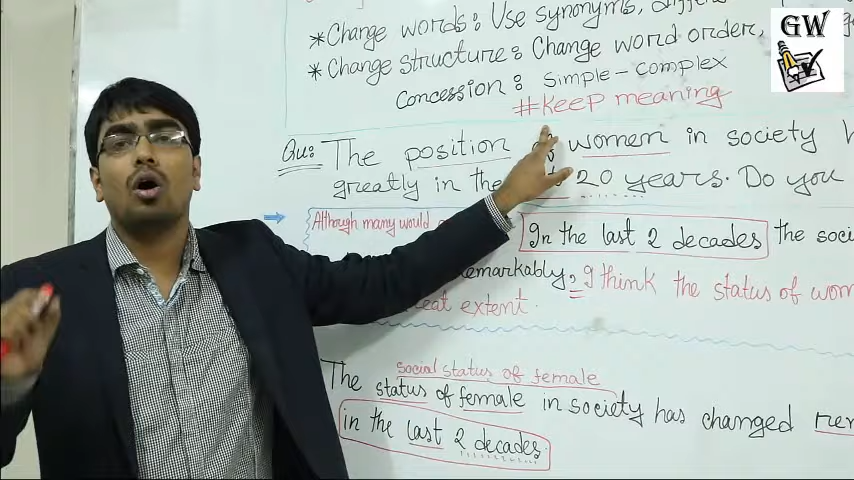 *Change words: Use synonyms,
GW
*Change structure: Change word order,
Concession: simple - complex
#Keep meaning
Qu: The position of women in society
greatly in the 20 years. Do you
Although many would
In the last 2 decades the soci
remarkably; I think the status of wom
extent.
social status of female
The status of female in society has changed rem
in the last 2 decades.